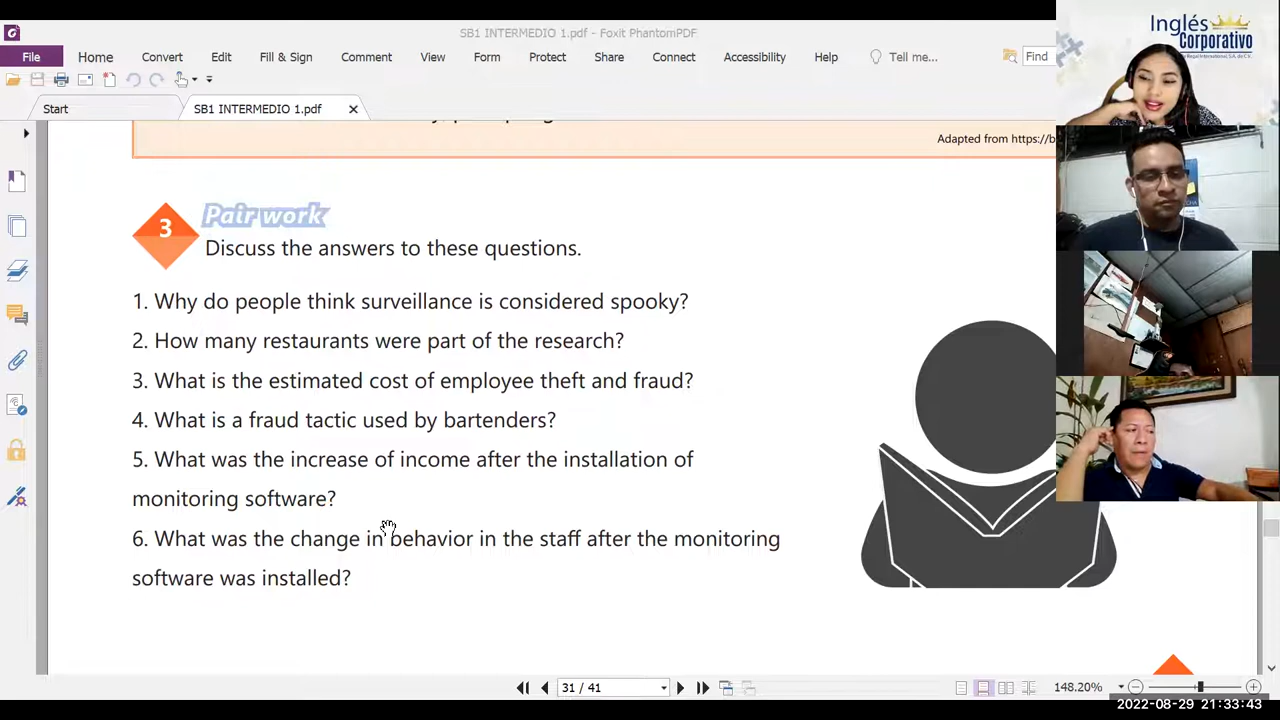 SB1 INTERMEDIO 1.pdf - Foxit PhantomPDF
File Home Convert Edit Fill & Sign Comment View Form Protect Share Connect Accessibility Help Tell me... Find
Start SB1 INTERMEDIO 1.pdf
Adapted from https://b
3 Pair work
Discuss the answers to these questions.
1. Why do people think surveillance is considered spooky?
2. How many restaurants were part of the research?
3. What is the estimated cost of employee theft and fraud?
4. What is a fraud tactic used by bartenders?
5. What was the increase of income after the installation of
monitoring software?
6. What was the change in behavior in the staff after the monitoring
software was installed?
31 / 41
148.20%
Inglés
Corporativo
2022-08-29 21:33:43